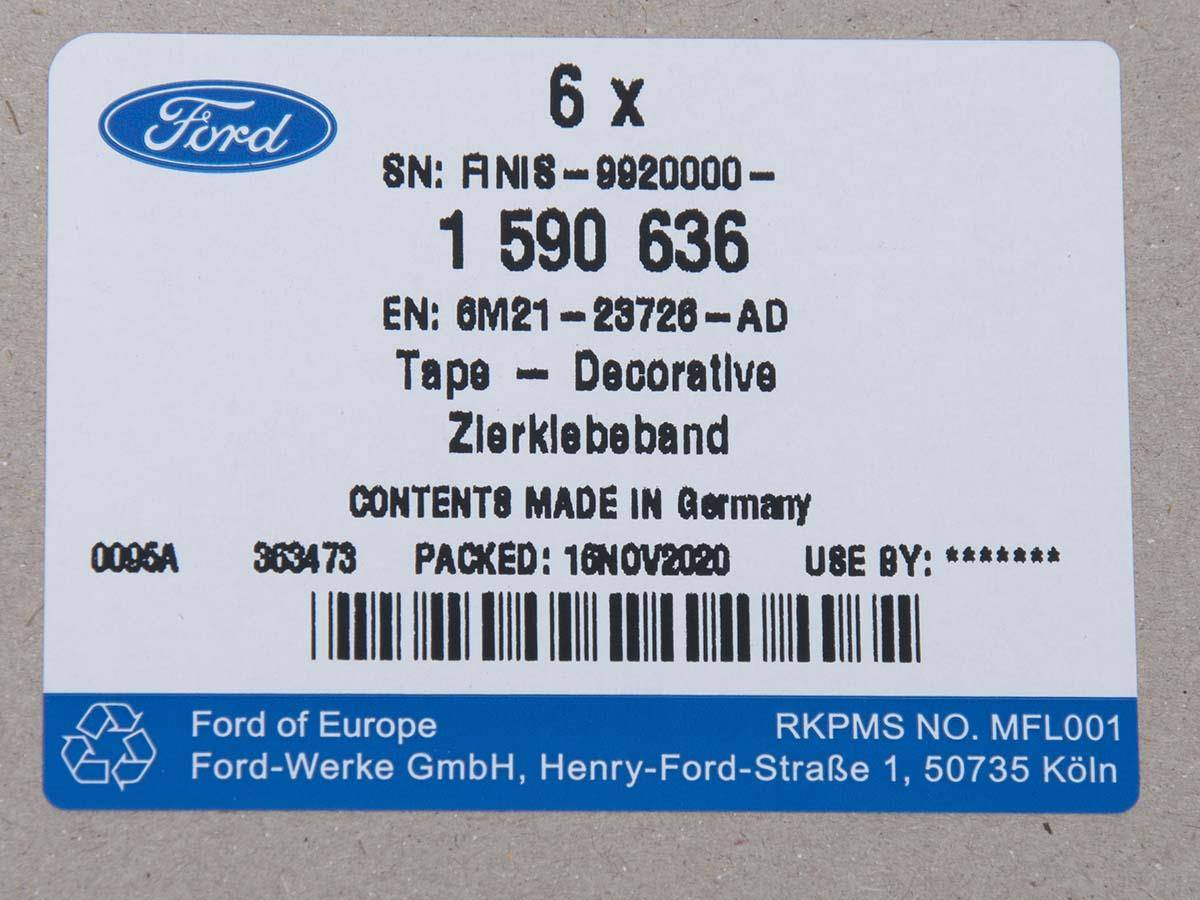 Ford
6 x
SN: FINIS-9920000-
1 590 636
EN: 6M21-23726-AD
Tape - Decorative
Zierklebeband
CONTENTS MADE IN Germany
0095A 363473 PACKED: 16NOV2020 USE BY: *******
Ford of Europe RKPMS NO. MFL001
Ford-Werke GmbH, Henry-Ford-Straße 1, 50735 Köln